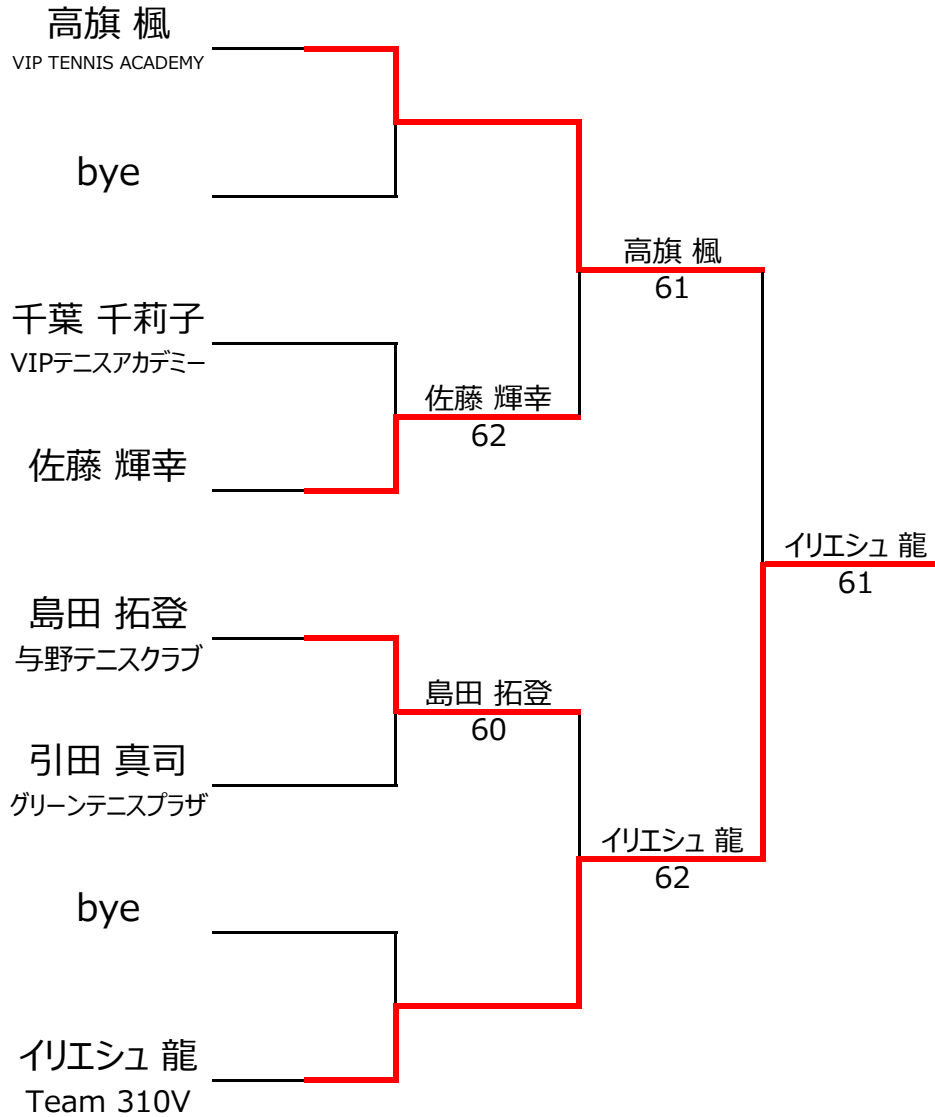 高旗 楓
VIP TENNIS ACADEMY
bye
高旗 楓
61
千葉 千莉子
VIPテニスアカデミー
佐藤 輝幸
62
佐藤 輝幸
イリエシュ 龍
61
島田 拓登
与野テニスクラブ
島田 拓登
60
引田 真司
グリーンテニスプラザ
イリエシュ 龍
62
bye
イリエシュ 龍
Team 310V